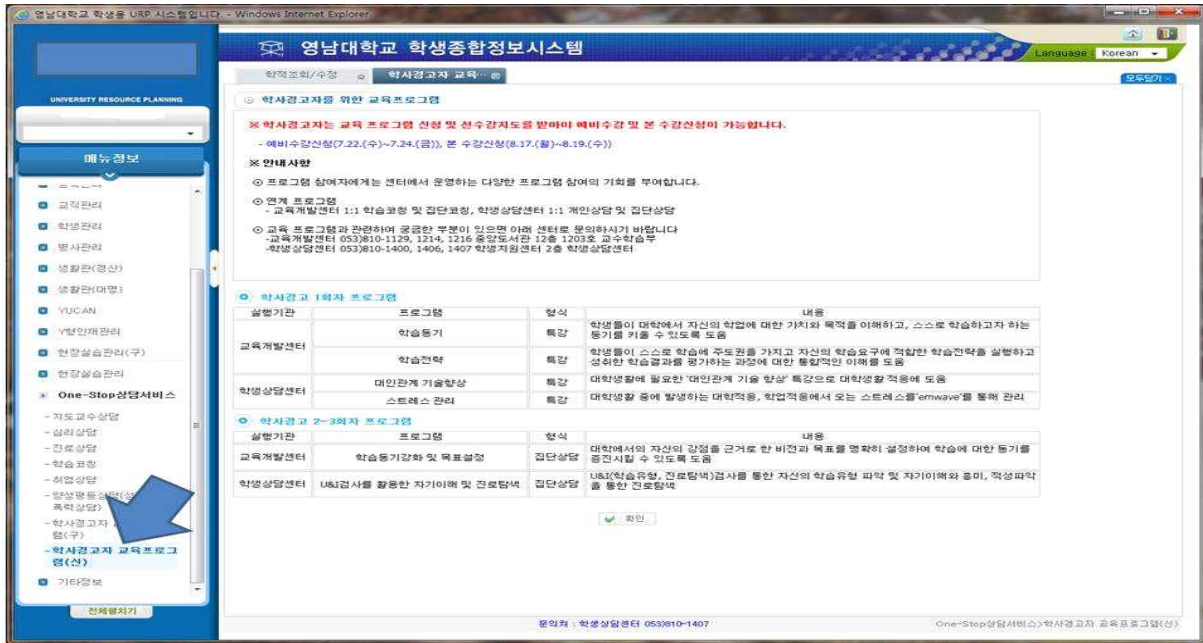 영남대학교 학생용 URP 시스템입니다. - Windows Internet Explorer
영남대학교 학생종합정보시스템
Language : Korean
학적조회/수정
학사경고자 교육…
모두닫기 ×
UNIVERSITY RESOURCE PLANNING
메뉴정보
교직관리
학생관리
병사관리
생활관(경산)
생활관(대명)
YUCAN
Y형인재관리
현장실습관리(구)
현장실습관리
One-Stop상담서비스
-지도교수상담
-심리상담
-진로상담
-학습코칭
-취업상담
-양성평등상담(성
폭력상담)
-학사경고자
램(구)
-학사경고자 교육프로그
램(신)
기타정보
전체펼치기
학사경고자를 위한 교육프로그램
※ 학사경고자는 교육 프로그램 신청 및 선수강지도를 받아야 예비수강 및 본 수강신청이 가능합니다.
- 예비수강신청(7.22.(수)~7.24.(금)), 본 수강신청(8.17.(월)~8.19.(수))
※ 안내사항
⊙ 프로그램 참여자에게는 센터에서 운영하는 다양한 프로그램 참여의 기회를 부여합니다.
⊙ 연계 프로그램
- 교육개발센터 1:1 학습코칭 및 집단코칭, 학생상담센터 1:1 개인상담 및 집단상담
⊙ 교육 프로그램과 관련하여 궁금한 부분이 있으면 아래 센터로 문의하시기 바랍니다
-교육개발센터 053)810-1129, 1214, 1216 중앙도서관 12층 1203호 교수학습부
-학생상담센터 053)810-1400, 1406, 1407 학생지원센터 2층 학생상담센터
학사경고 1회자 프로그램
실행기관 프로그램 형식 내용
교육개발센터 학습동기 특강 학생들이 대학에서 자신의 학업에 대한 가치와 목적을 이해하고, 스스로 학습하고자 하는
동기를 키울 수 있도록 도움
학습전략 특강 학생들이 스스로 학습에 주도권을 가지고 자신의 학습요구에 적합한 학습전략을 실행하고
성취한 학습결과를 평가하는 과정에 대한 통합적인 이해를 도움
학생상담센터 대인관계 기술향상 특강 대학생활에 필요한 '대인관계 기술 향상' 특강으로 대학생활 적응에 도움
스트레스 관리 특강 대학생활 중에 발생하는 대학적응, 학업적응에서 오는 스트레스를'emwave'를 통해 관리
학사경고 2~3회자 프로그램
실행기관 프로그램 형식 내용
교육개발센터 학습동기강화 및 목표설정 집단상담 대학에서의 자신의 강점을 근거로 한 비전과 목표를 명확히 설정하여 학습에 대한 동기를
증진시킬 수 있도록 도움
학생상담센터 U&I검사를 활용한 자기이해 및 진로탐색 집단상담 U&I(학습유형, 진로탐색)검사를 통한 자신의 학습유형 파악 및 자기이해와 흥미, 적성파악
을 통한 진로탐색
확인
문의처 : 학생상담센터 053)810-1407
One-Stop상담서비스>학사경고자 교육프로그램(신)